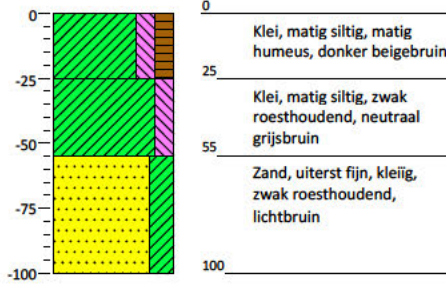 0
-25
-50
-75
-100
0
Klei, matig siltig, matig
humeus, donker beigebruin
25
Klei, matig siltig, zwak
roesthoudend, neutraal
grijsbruin
55
Zand, uiterst fijn, kleiïg,
zwak roesthoudend,
lichtbruin
100